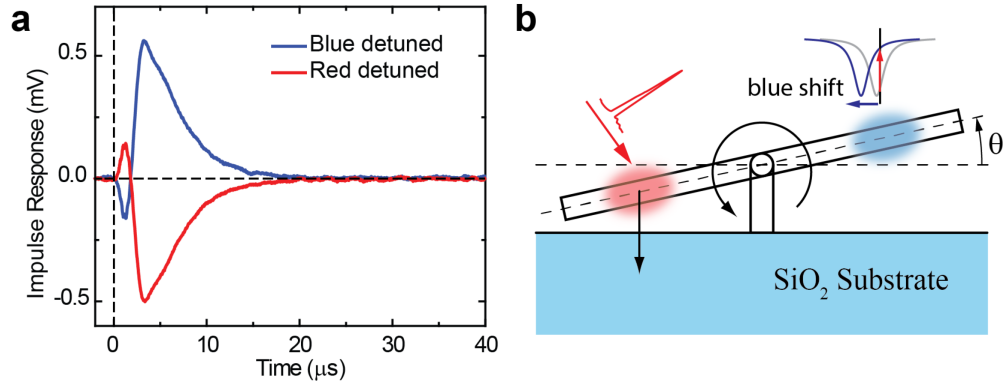 a
Impulse Response (mV)
0.5
0.0
-0.5
Blue detuned
Red detuned
0
10
20
30
40
Time (μs)
b
blue shift
θ
SiO₂ Substrate